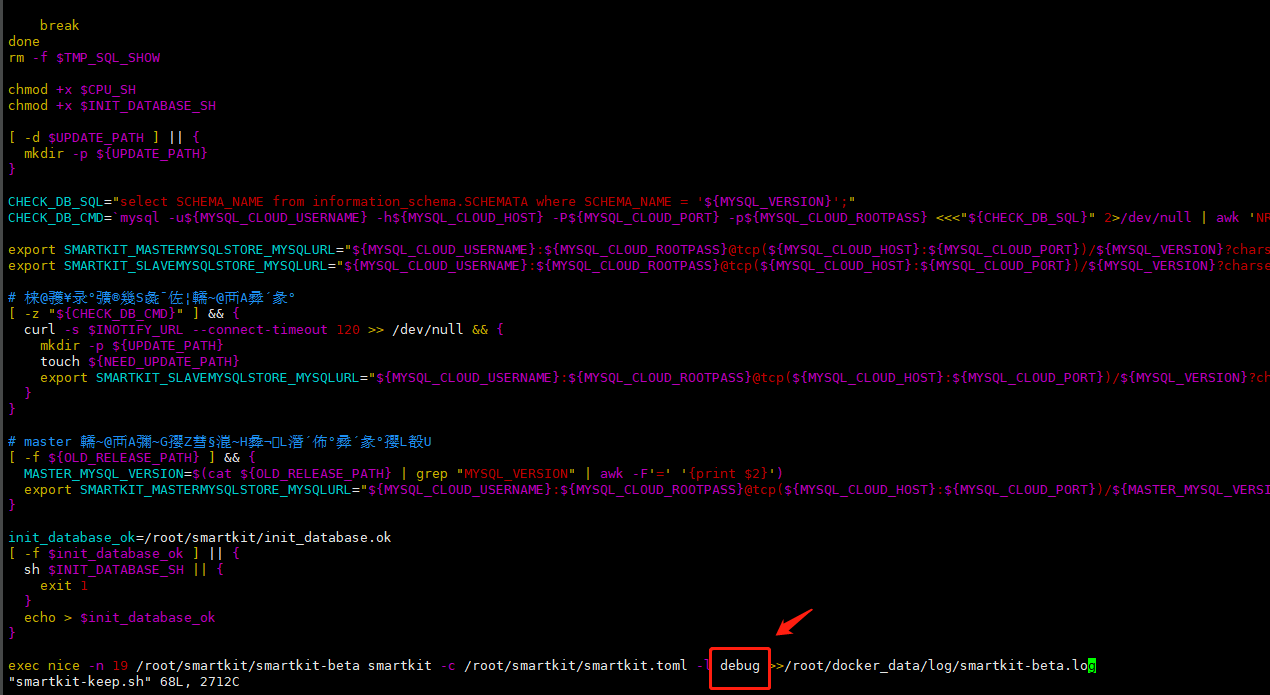 break
done
rm -f $TMP_SQL_SHOW
chmod +x $CPU_SH
chmod +x $INIT_DATABASE_SH
[ -d $UPDATE_PATH ] || {
mkdir -p ${UPDATE_PATH}
}
CHECK_DB_SQL="select SCHEMA_NAME from information_schema.SCHEMATA where SCHEMA_NAME = '${MYSQL_VERSION}';"
CHECK_DB_CMD=`mysql -u${MYSQL_CLOUD_USERNAME} -h${MYSQL_CLOUD_HOST} -P${MYSQL_CLOUD_PORT} -p${MYSQL_CLOUD_ROOTPASS} <<<"${CHECK_DB_SQL}" 2>/dev/null | awk 'NR
export SMARTKIT_MASTERMYSQLSTORE_MYSQLURL="${MYSQL_CLOUD_USERNAME}:${MYSQL_CLOUD_ROOTPASS}@tcp(${MYSQL_CLOUD_HOST}:${MYSQL_CLOUD_PORT})/${MYSQL_VERSION}?chars
export SMARTKIT_SLAVEMYSQLSTORE_MYSQLURL="${MYSQL_CLOUD_USERNAME}:${MYSQL_CLOUD_ROOTPASS}@tcp(${MYSQL_CLOUD_HOST}:${MYSQL_CLOUD_PORT})/${MYSQL_VERSION}?charse
#
[ -z "${CHECK_DB_CMD}" ] && {
curl -s $INOTIFY_URL --connect-timeout 120 >> /dev/null && {
mkdir -p ${UPDATE_PATH}
touch ${NEED_UPDATE_PATH}
export SMARTKIT_SLAVEMYSQLSTORE_MYSQLURL="${MYSQL_CLOUD_USERNAME}:${MYSQL_CLOUD_ROOTPASS}@tcp(${MYSQL_CLOUD_HOST}:${MYSQL_CLOUD_PORT})/${MYSQL_VERSION}?ch
}
}
# master
[ -f ${OLD_RELEASE_PATH} ] && {
MASTER_MYSQL_VERSION=$(cat ${OLD_RELEASE_PATH} | grep "MYSQL_VERSION" | awk -F'=' '{print $2}')
export SMARTKIT_MASTERMYSQLSTORE_MYSQLURL="${MYSQL_CLOUD_USERNAME}:${MYSQL_CLOUD_ROOTPASS}@tcp(${MYSQL_CLOUD_HOST}:${MYSQL_CLOUD_PORT})/${MASTER_MYSQL_VERSI
}
init_database_ok=/root/smartkit/init_database.ok
[ -f $init_database_ok ] || {
sh $INIT_DATABASE_SH || {
exit 1
}
echo > $init_database_ok
}
exec nice -n 19 /root/smartkit/smartkit-beta smartkit -c /root/smartkit/smartkit.toml -l debug >>/root/docker_data/log/smartkit-beta.log
"smartkit-keep.sh" 68L, 2712C